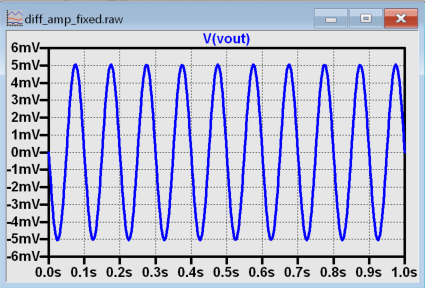 diff_amp_fixed.raw
V(vout)
6mV
5mV
4mV
3mV
2mV
1mV
0mV
-1mV
-2mV
-3mV
-4mV
-5mV
-6mV
0.0s 0.1s 0.2s 0.3s 0.4s 0.5s 0.6s 0.7s 0.8s 0.9s 1.0s